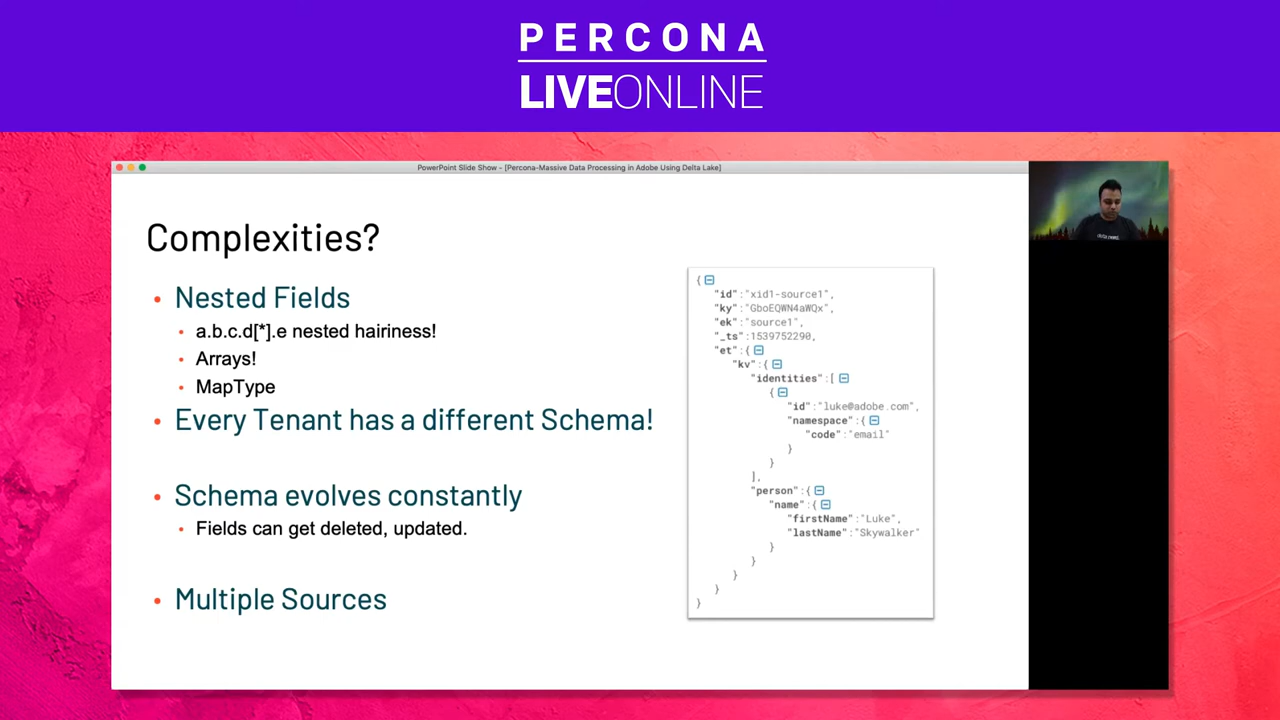 PERCONA
LIVEONLINE
PowerPoint Slide Show - [Percona-Massive Data Processing in Adobe Using Delta Lake]
Complexities?
• Nested Fields
• a.b.c.d[*].e nested hairiness!
• Arrays!
• MapType
• Every Tenant has a different Schema!
• Schema evolves constantly
• Fields can get deleted, updated.
• Multiple Sources
{
"id":"xid1-source1",
"ky":"GboEQWN4aWQx",
"ek":"source1",
"_ts":1539752290,
"et":{
"kv":{
"identities":[
{
"id":"luke@adobe.com",
"namespace":{
"code":"email"
}
}
],
"person":{
"name":{
"firstName":"Luke",
"lastName":"Skywalker"
}
}
}
}
}